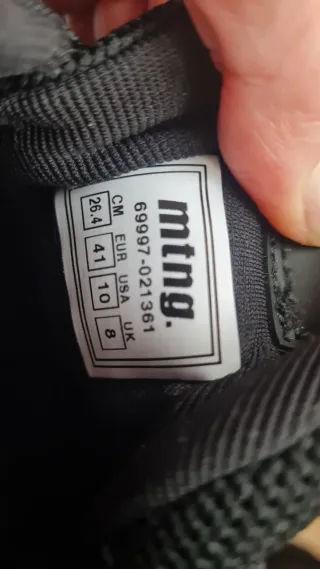 mtng.
69997-021361
CM EUR USA UK
26.4 41 10 8